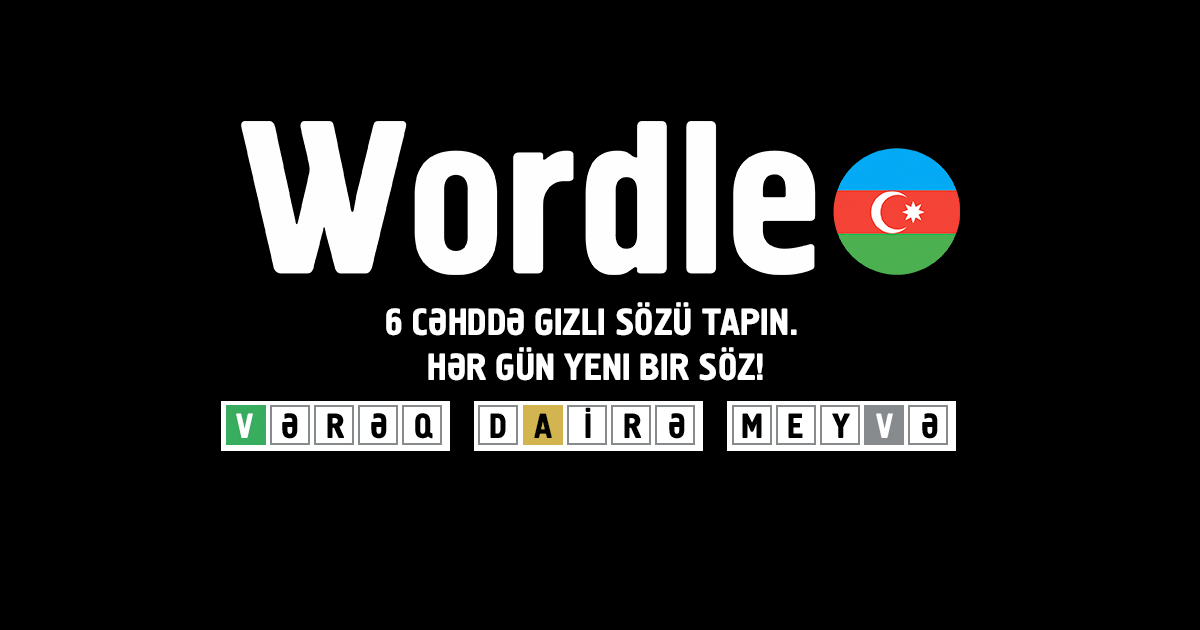 Wordle
6 CƏHDDƏ GIZLI SÖZÜ TAPIN.
HƏR GÜN YENI BIR SÖZ!
VƏRƏQ DAİRƏ MEYVƏ